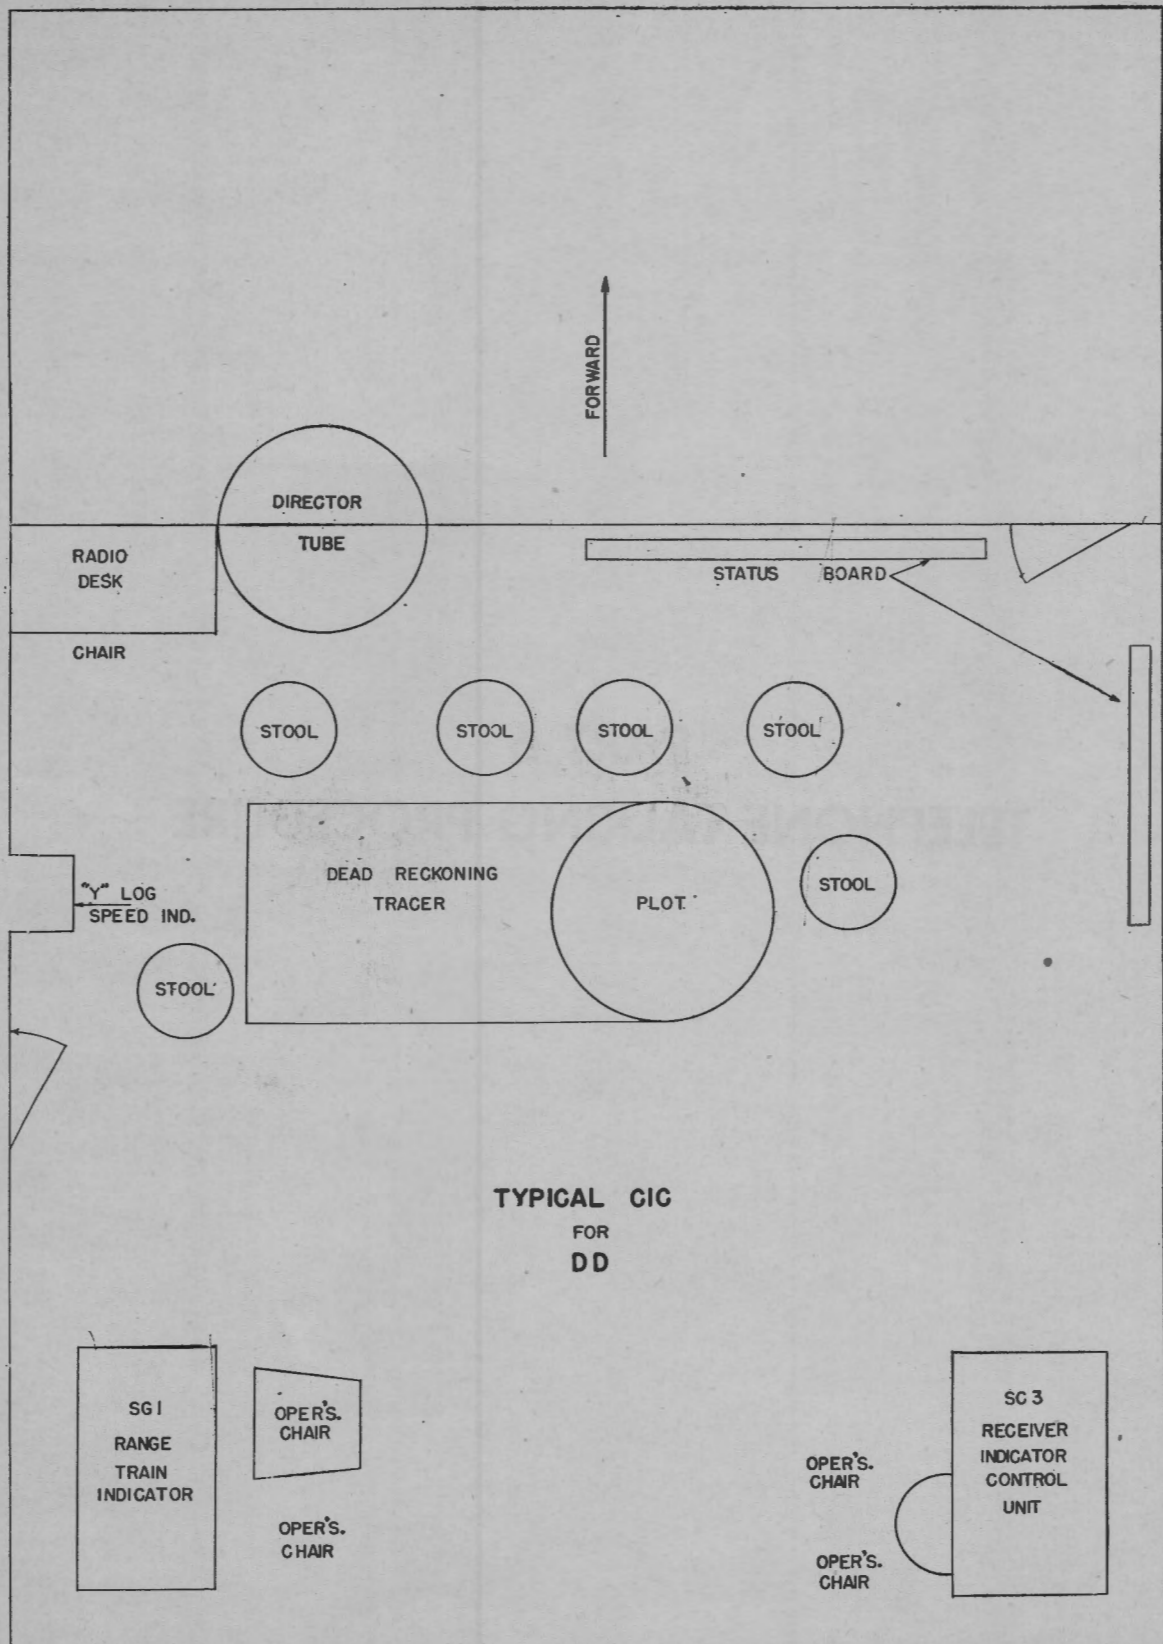 FORWARD
DIRECTOR
TUBE
RADIO
DESK
CHAIR
STATUS BOARD
STOOL
STOOL
STOOL
STOOL
STOOL
DEAD RECKONING
TRACER
PLOT
"Y" LOG
SPEED IND.
STOOL
TYPICAL CIC
FOR
DD
SG1
RANGE
TRAIN
INDICATOR
OPER'S.
CHAIR
OPER'S.
CHAIR
OPER'S.
CHAIR
OPER'S.
CHAIR
SC 3
RECEIVER
INDICATOR
CONTROL
UNIT